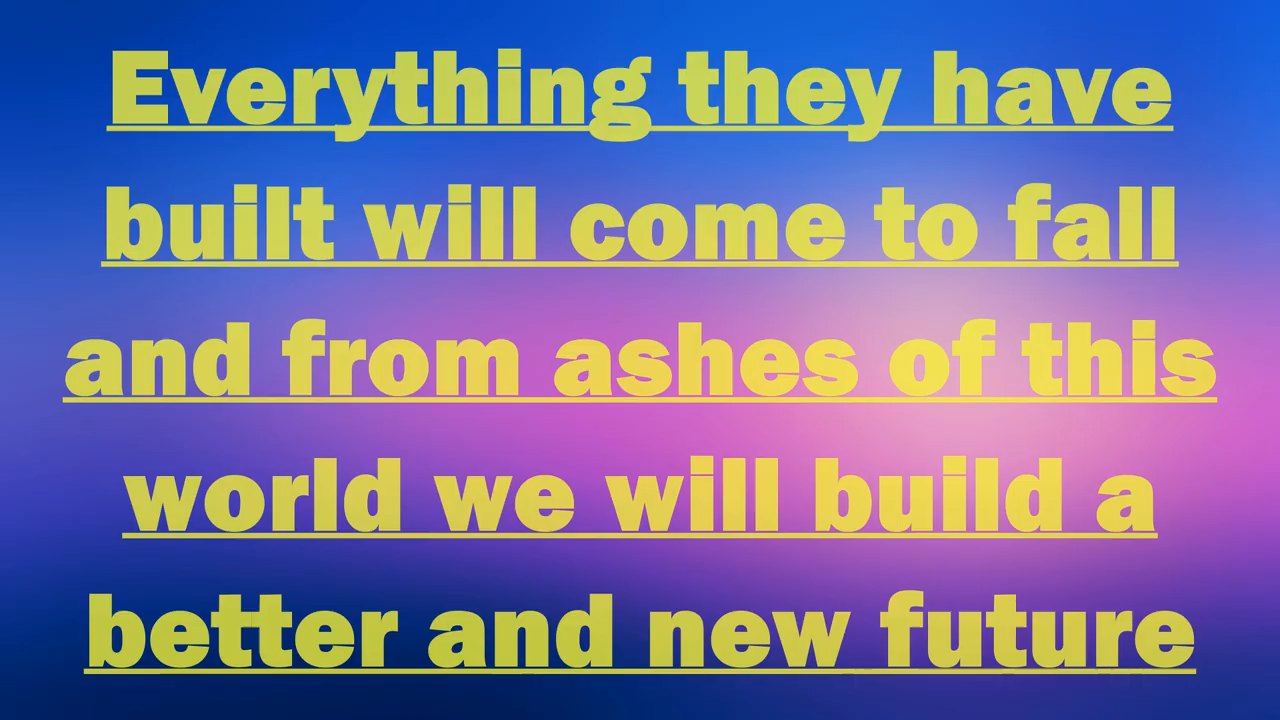 Everything they have
built will come to fall
and from ashes of this
world we will build a
better and new future